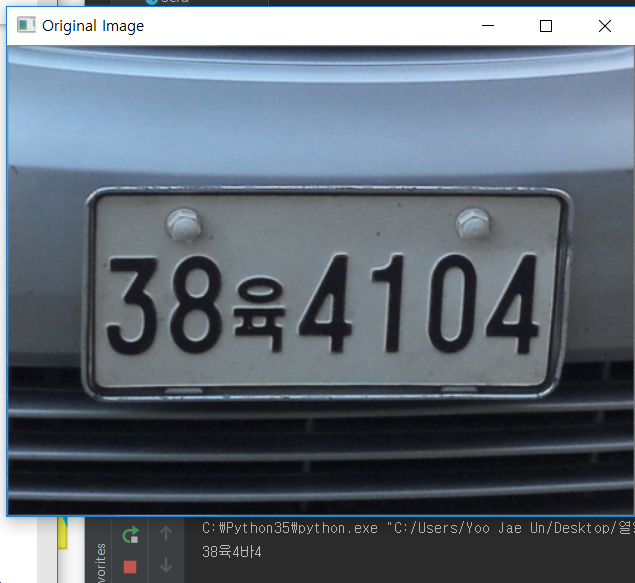 Original Image
38육4104
C:\Python35\python.exe "C:/Users/Yoo Jae Un/Desktop/
38육4바4
vorites